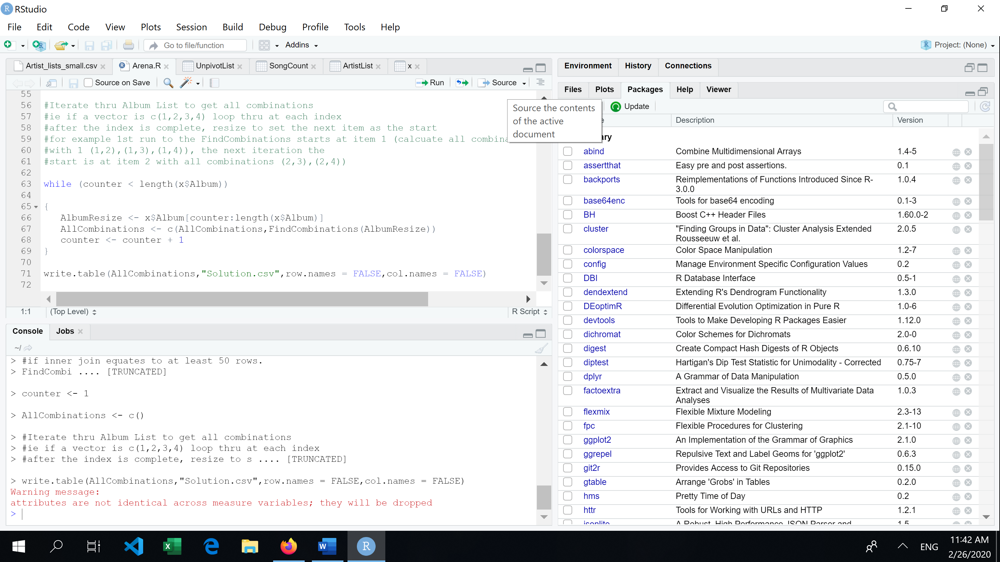 RStudio
File Edit Code View Plots Session Build Debug Profile Tools Help
Go to file/function Addins Project: (None)
Artist_lists_small.csv Arena.R UnpivotList SongCount ArtistList x
Source on Save Run Source
55
56 #Iterate thru Album List to get all combinations
57 #ie if a vector is c(1,2,3,4) loop thru at each index
58 #after the index is complete, resize to set the next item as the start
59 #for example 1st run to the FindCombinations starts at item 1 (calcuate all combina
60 #with 1 (1,2),(1,3),(1,4)), the next iteration the
61 #start is at item 2 with all combinations (2,3),(2,4))
62
63 while (counter < length(x$Album))
64
65 {
66 AlbumResize <- x$Album[counter:length(x$Album)]
67 AllCombinations <- c(AllCombinations,FindCombinations(AlbumResize))
68 counter <- counter + 1
69 }
70
71 write.table(AllCombinations,"Solution.csv",row.names = FALSE,col.names = FALSE)
72
1:1 (Top Level) R Script
Console Jobs
~/
> #if inner join equates to at least 50 rows.
> FindCombi .... [TRUNCATED]
> counter <- 1
> AllCombinations <- c()
> #Iterate thru Album List to get all combinations
> #ie if a vector is c(1,2,3,4) loop thru at each index
> #after the index is complete, resize to s .... [TRUNCATED]
> write.table(AllCombinations,"Solution.csv",row.names = FALSE,col.names = FALSE)
Warning message:
attributes are not identical across measure variables; they will be dropped
>
Environment History Connections
Files Plots Packages Help Viewer
Update
Source the contents
of the active
document
Description Version
abind Combine Multidimensional Arrays 1.4-5
assertthat Easy pre and post assertions. 0.1
backports Reimplementations of Functions Introduced Since R- 1.0.4
3.0.0
base64enc Tools for base64 encoding 0.1-3
BH Boost C++ Header Files 1.60.0-2
cluster "Finding Groups in Data": Cluster Analysis Extended 2.0.5
Rousseeuw et al.
colorspace Color Space Manipulation 1.2-7
config Manage Environment Specific Configuration Values 0.2
DBI R Database Interface 0.5-1
dendextend Extending R's Dendrogram Functionality 1.3.0
DEoptimR Differential Evolution Optimization in Pure R 1.0-6
devtools Tools to Make Developing R Packages Easier 1.12.0
dichromat Color Schemes for Dichromats 2.0-0
digest Create Compact Hash Digests of R Objects 0.6.10
diptest Hartigan's Dip Test Statistic for Unimodality - Corrected 0.75-7
dplyr A Grammar of Data Manipulation 0.5.0
factoextra Extract and Visualize the Results of Multivariate Data 1.0.3
Analyses
flexmix Flexible Mixture Modeling 2.3-13
fpc Flexible Procedures for Clustering 2.1-10
ggplot2 An Implementation of the Grammar of Graphics 2.1.0
ggrepel Repulsive Text and Label Geoms for 'ggplot2' 0.6.3
git2r Provides Access to Git Repositories 0.15.0
gtable Arrange 'Grobs' in Tables 0.2.0
hms Pretty Time of Day 0.2
httr Tools for Working with URLs and HTTP 1.2.1
jsonlite A Robust, High Performance JSON Parser and 1.5
ENG 11:42 AM
2/26/2020